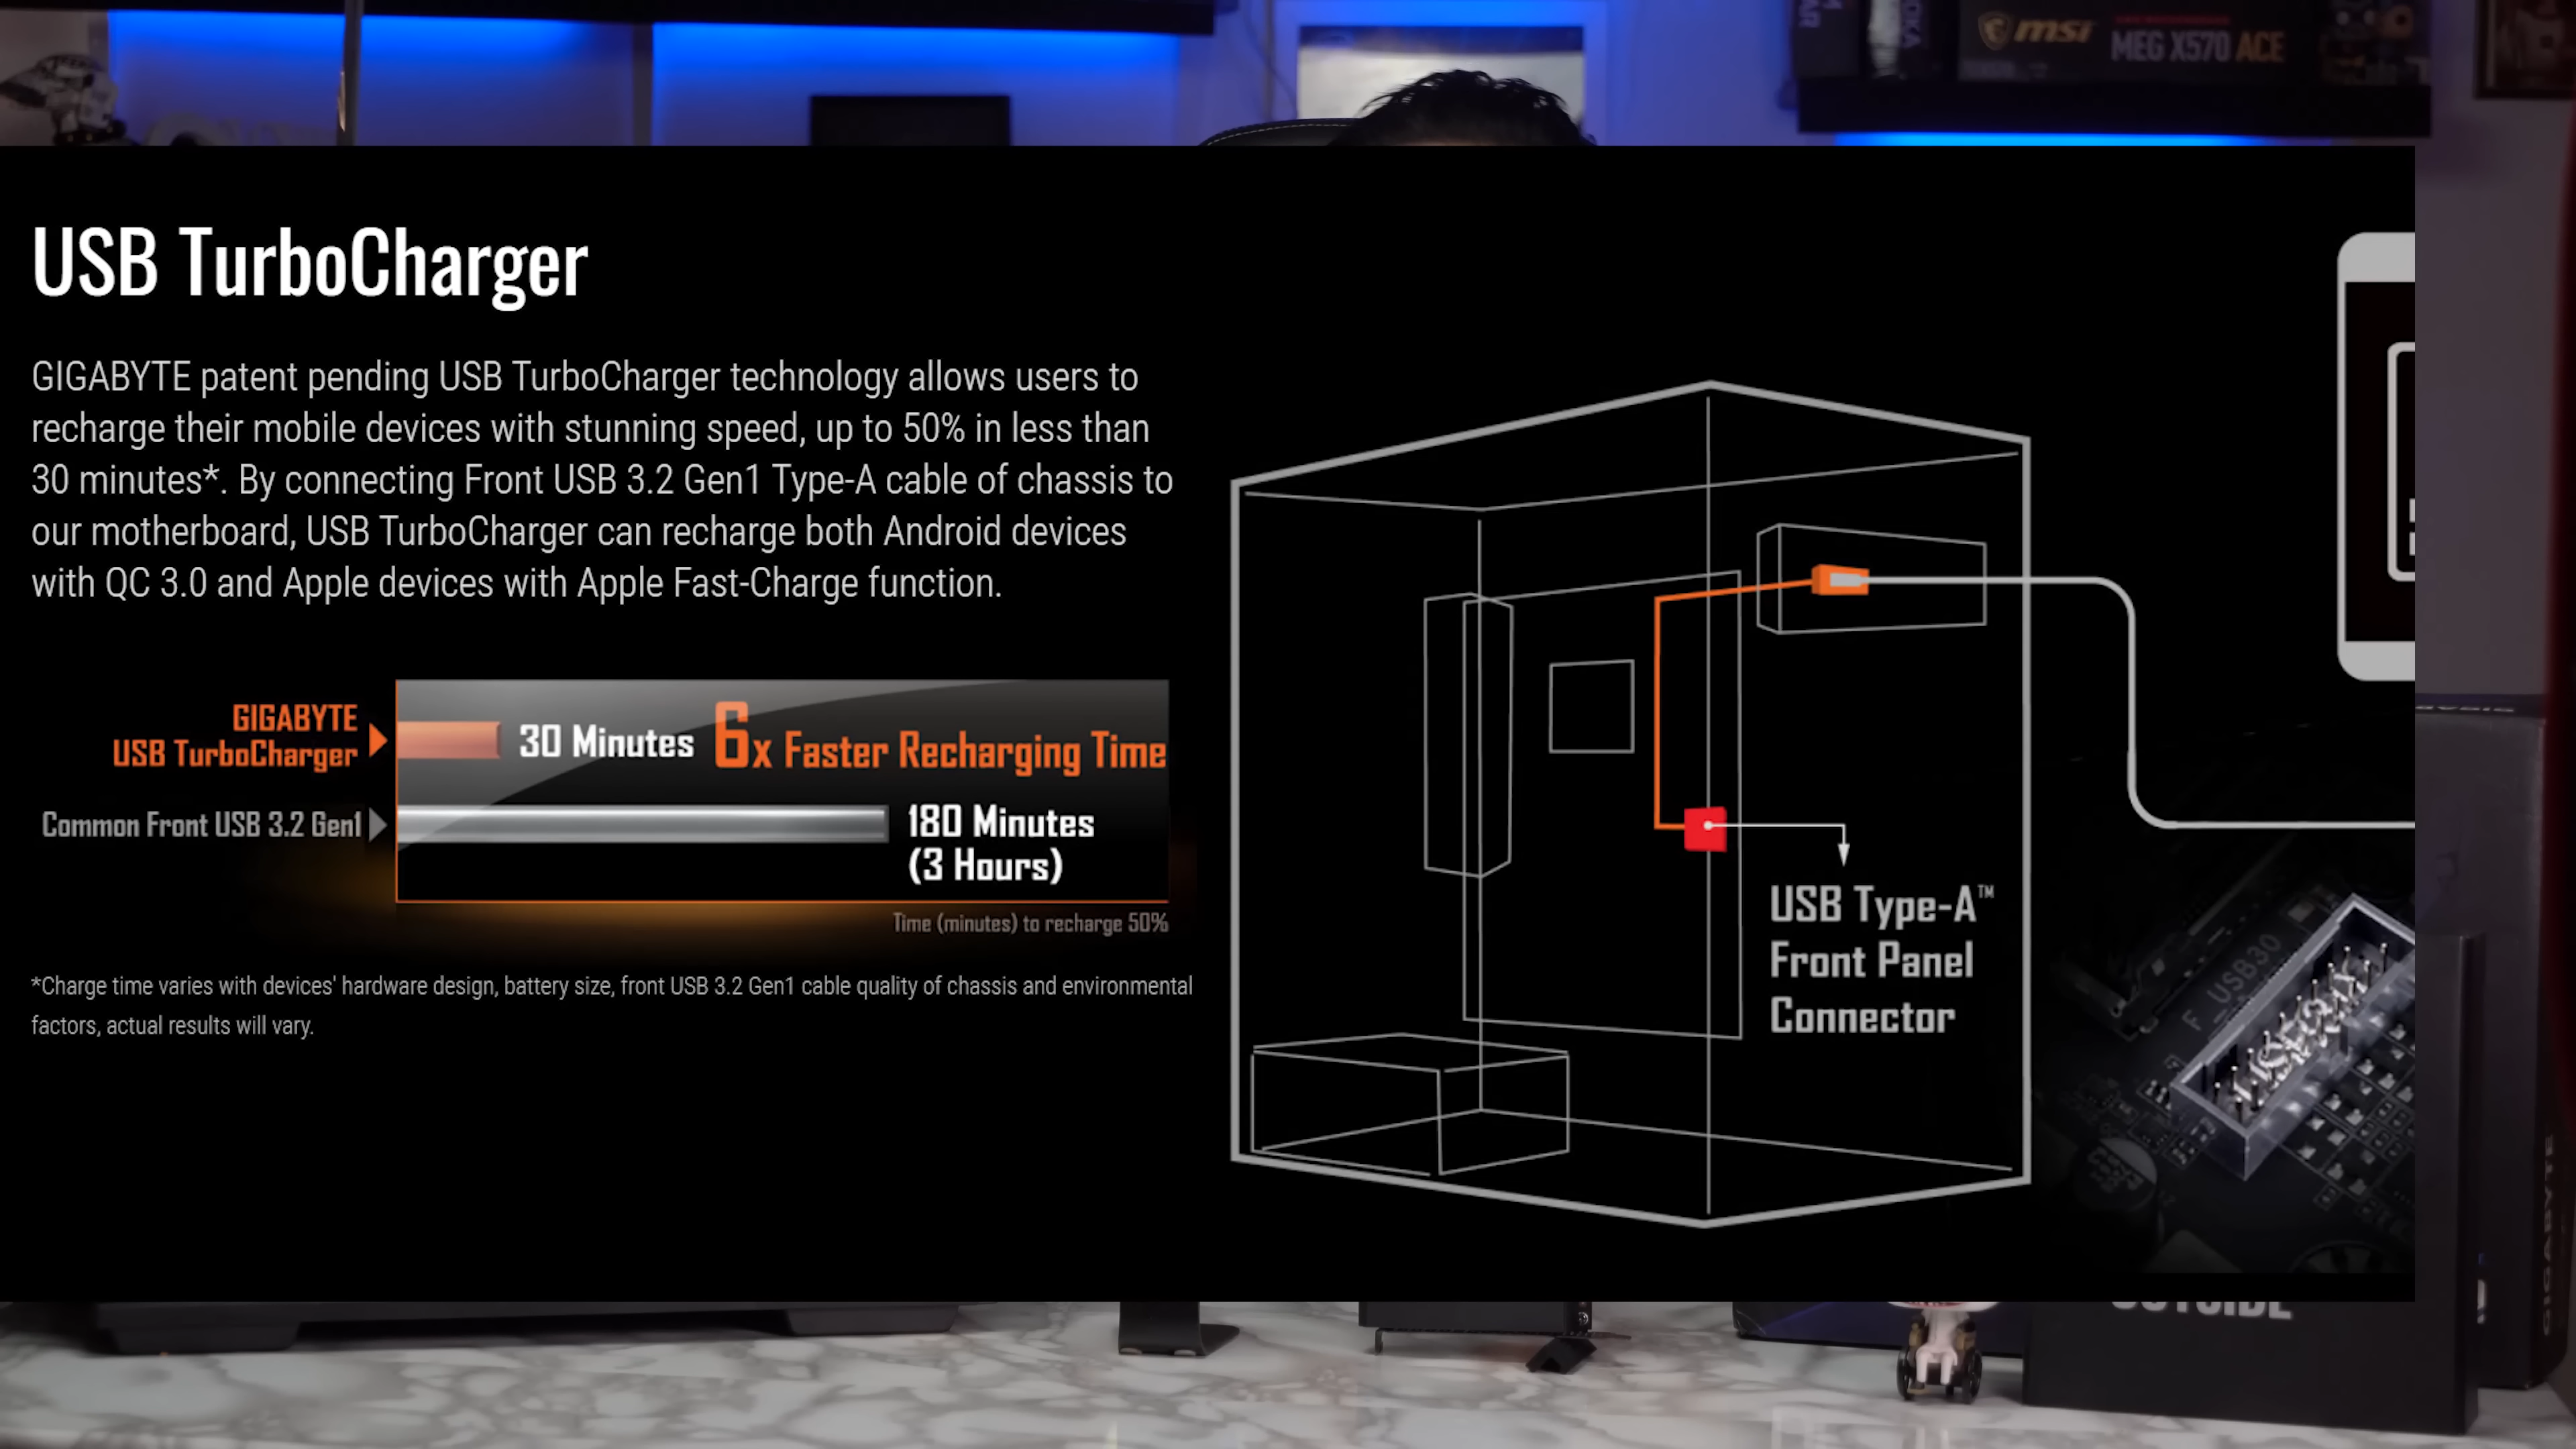 msi
MEG X570 ACE
USB TurboCharger
GIGABYTE patent pending USB TurboCharger technology allows users to
recharge their mobile devices with stunning speed, up to 50% in less than
30 minutes*. By connecting Front USB 3.2 Gen1 Type-A cable of chassis to
our motherboard, USB TurboCharger can recharge both Android devices
with QC 3.0 and Apple devices with Apple Fast-Charge function.
GIGABYTE
USB TurboCharger
30 Minutes
6x Faster Recharging Time
Common Front USB 3.2 Gen1
180 Minutes
(3 Hours)
Time (minutes) to recharge 50%
*Charge time varies with devices' hardware design, battery size, front USB 3.2 Gen1 cable quality of chassis and environmental
factors, actual results will vary.
USB Type-A™
Front Panel
Connector
F_USB30
GIGABYTE